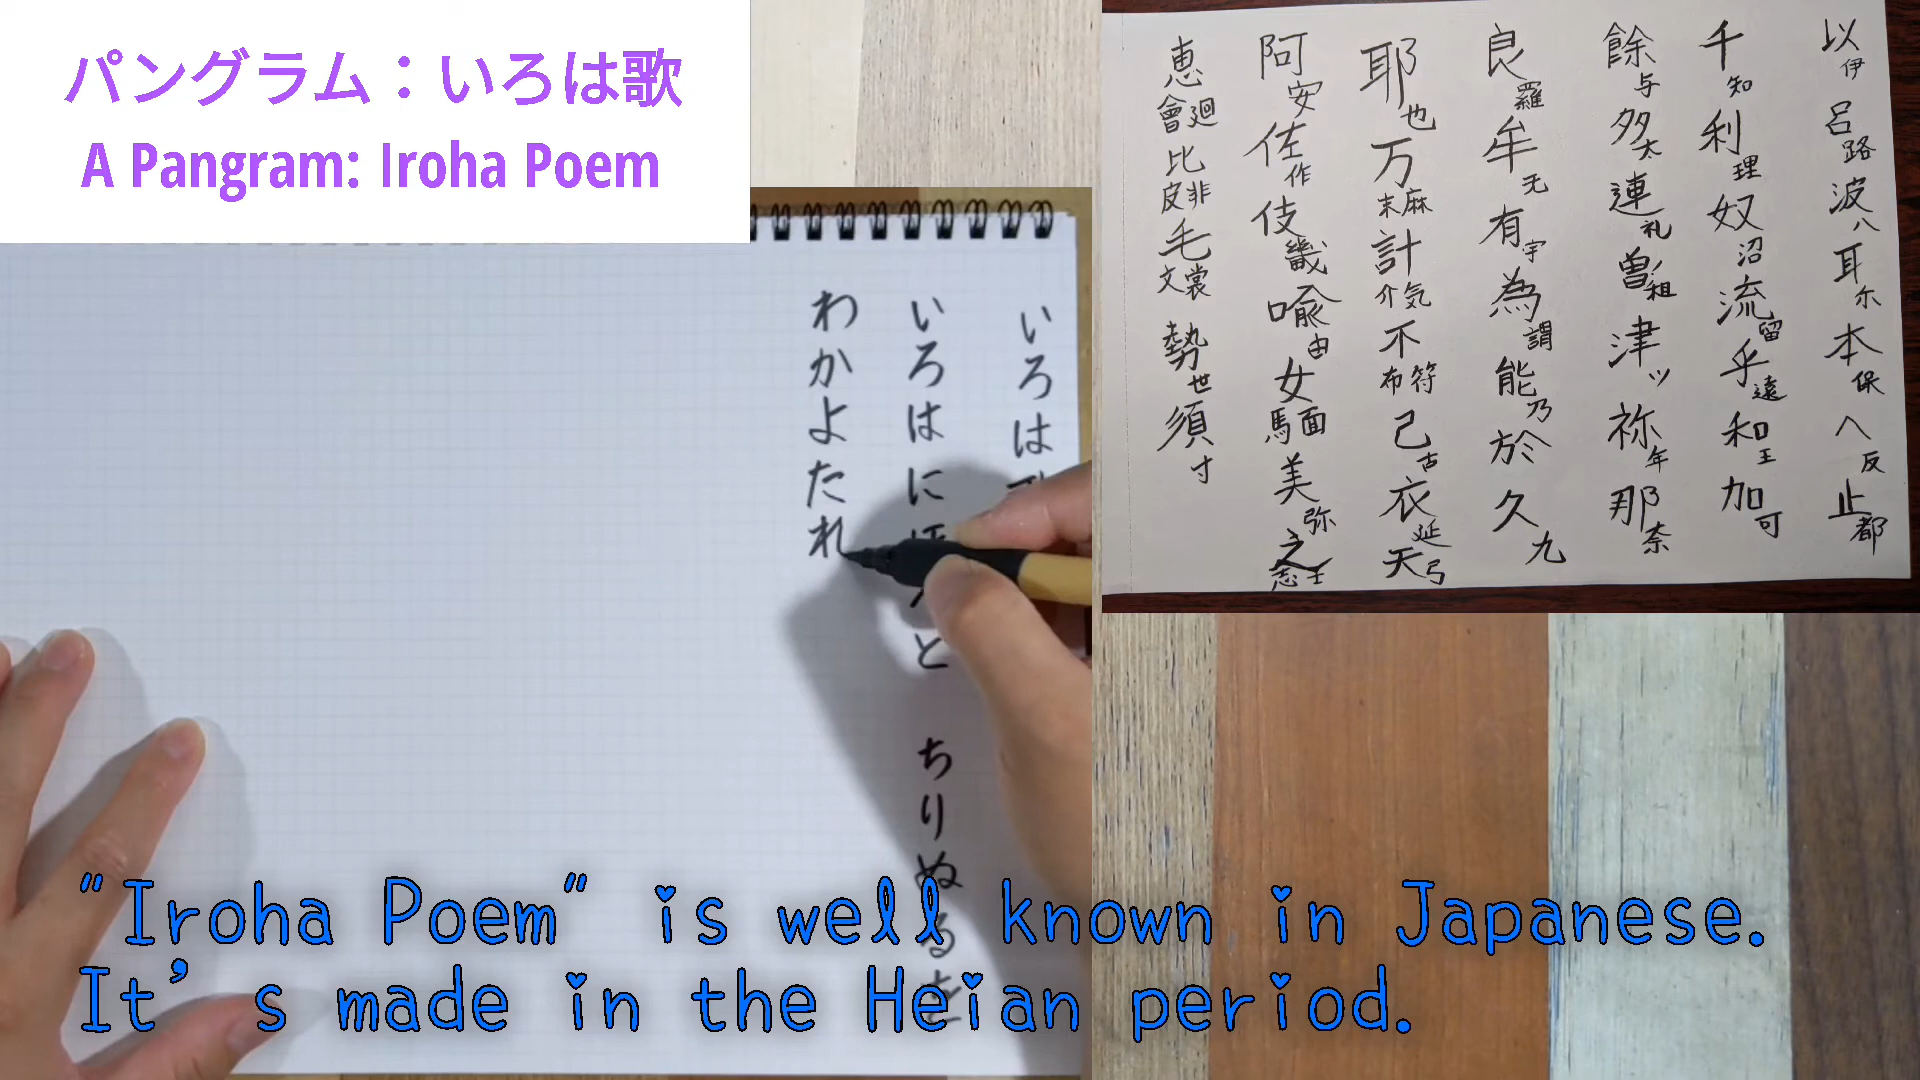 パングラム：いろは歌
A Pangram: Iroha Poem
いろは
いろはに と ちりぬるを
わかよたれ
以伊 呂路 波八 耳尓 本保 へ反 止都
千知 利理 奴沼 流留 乎遠 和王 加可
餘与 多太 連礼 曽祖 津ツ 祢年 那奈
良羅 牟无 有宇 為謂 能乃 於 久九
耶也 万麻末 計気介 不符布 己古 衣延 天弖
阿安 佐作 伎幾 喩由 女面馬 美弥 之士志
恵廻會 比非皮 毛裳文 勢世 須寸
"Iroha Poem" is well known in Japanese.
It's made in the Heian period.